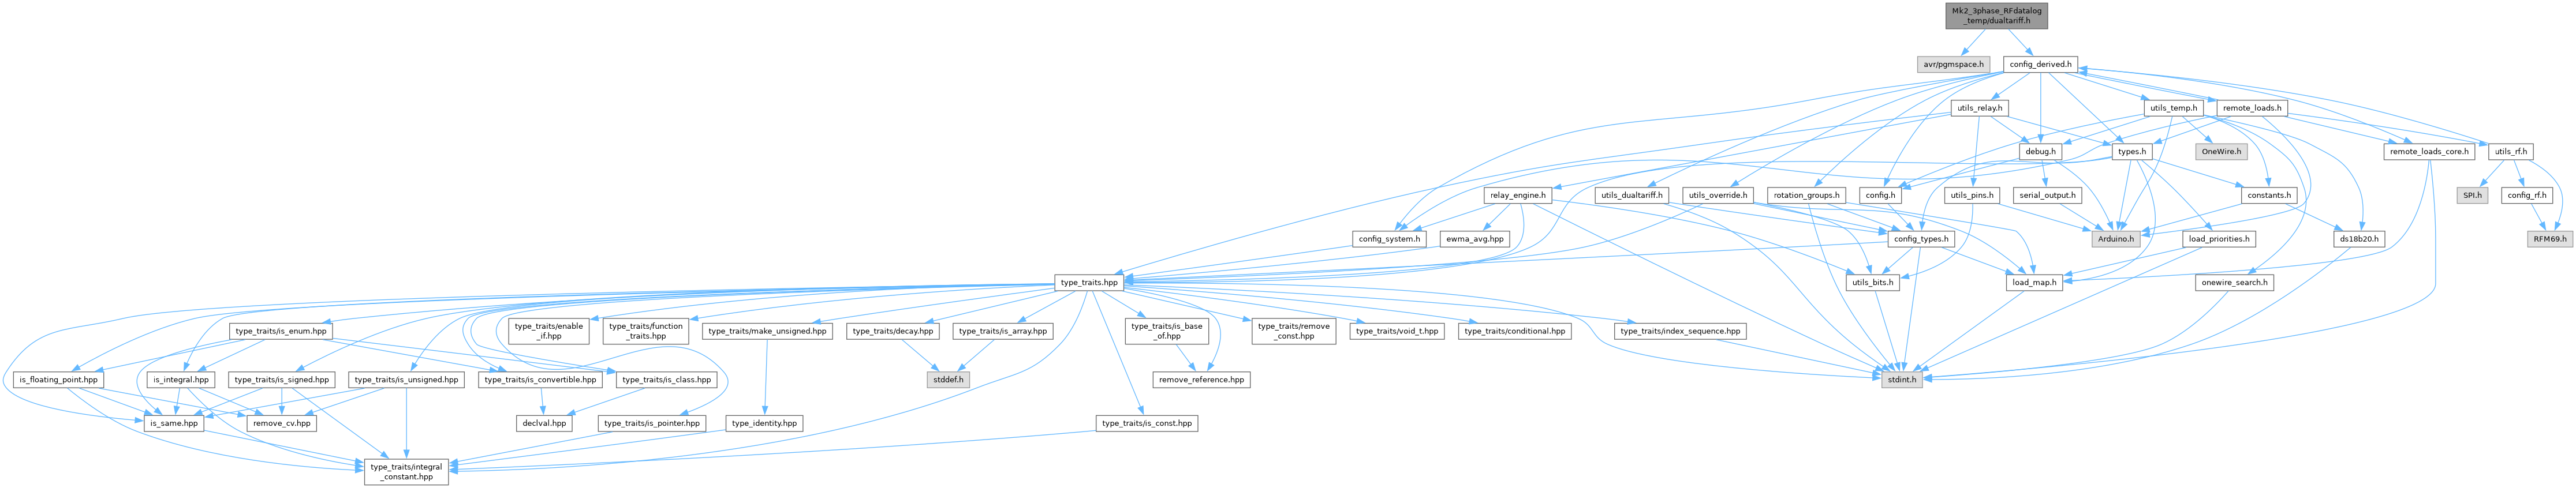 Mk2_3phase_RFdatalog
_temp/dualtariff.h
avr/pgmspace.h
config_derived.h
utils_relay.h
utils_temp.h
remote_loads.h
debug.h
types.h
OneWire.h
remote_loads_core.h
utils_rf.h
relay_engine.h
utils_dualtariff.h
utils_override.h
rotation_groups.h
config.h
utils_pins.h
serial_output.h
constants.h
SPI.h
config_rf.h
config_system.h
ewma_avg.hpp
config_types.h
Arduino.h
load_priorities.h
ds18b20.h
RFM69.h
type_traits.hpp
utils_bits.h
load_map.h
onewire_search.h
type_traits/is_enum.hpp
type_traits/enable
_if.hpp
type_traits/function
_traits.hpp
type_traits/make_unsigned.hpp
type_traits/decay.hpp
type_traits/is_array.hpp
type_traits/is_base
_of.hpp
type_traits/remove
_const.hpp
type_traits/void_t.hpp
type_traits/conditional.hpp
type_traits/index_sequence.hpp
is_floating_point.hpp
is_integral.hpp
type_traits/is_signed.hpp
type_traits/is_unsigned.hpp
type_traits/is_convertible.hpp
type_traits/is_class.hpp
stddef.h
remove_reference.hpp
stdint.h
is_same.hpp
remove_cv.hpp
declval.hpp
type_traits/is_pointer.hpp
type_identity.hpp
type_traits/is_const.hpp
type_traits/integral
_constant.hpp